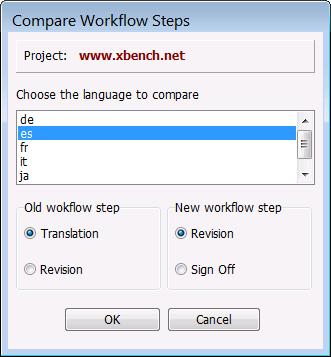 Compare Workflow Steps
Project: www.xbench.net
Choose the language to compare
de
es
fr
it
ja
Old wokflow step
Translation
Revision
New workflow step
Revision
Sign Off
OK Cancel